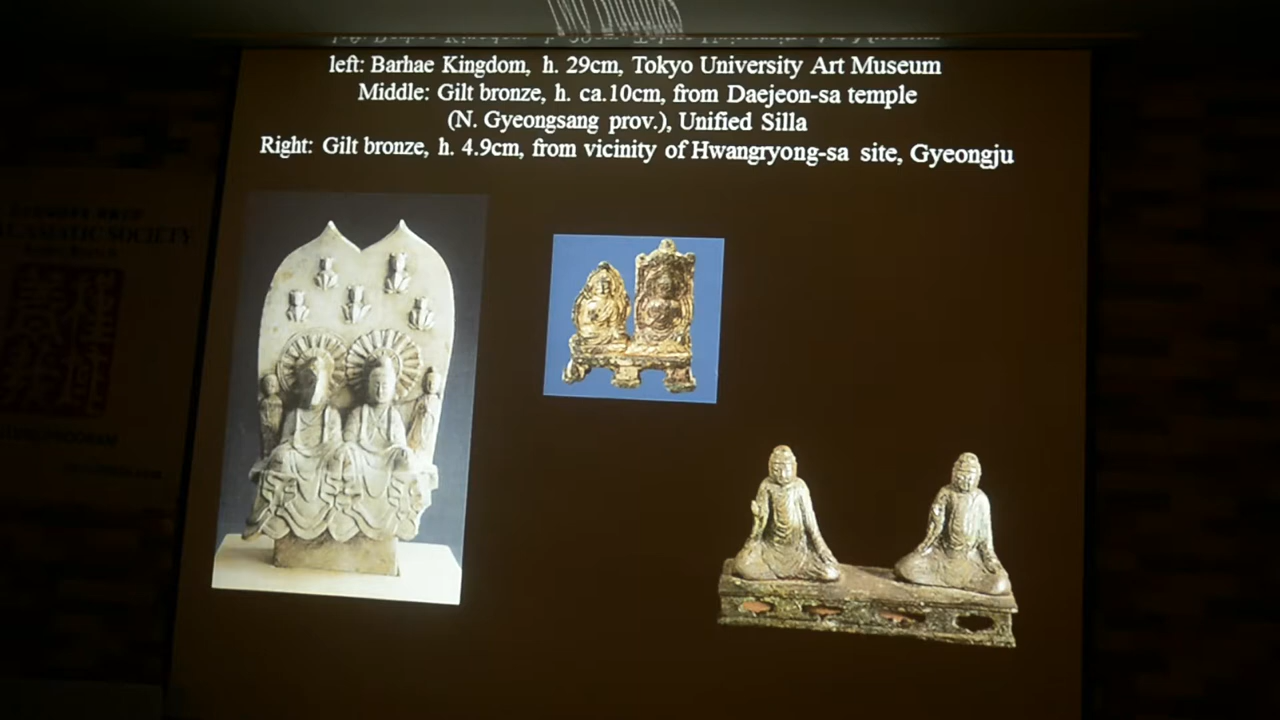 left: Barhae Kingdom, h. 29cm, Tokyo University Art Museum
Middle: Gilt bronze, h. ca.10cm, from Daejeon-sa temple
(N. Gyeongsang prov.), Unified Silla
Right: Gilt bronze, h. 4.9cm, from vicinity of Hwangryong-sa site, Gyeongju
SOCIETY